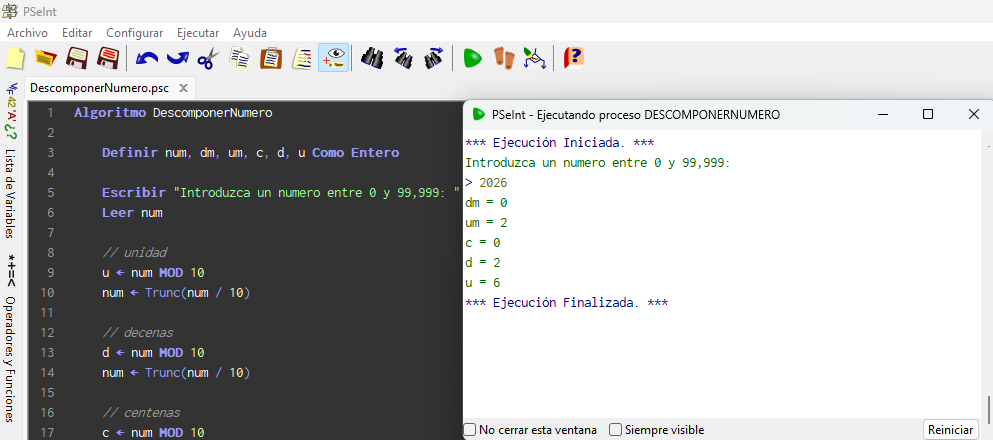 PSeInt
Archivo Editar Configurar Ejecutar Ayuda
DescomponerNumero.psc
42 'A' ¿?
Lista de Variables
*+=<
Operadores y Funciones
1 Algoritmo DescomponerNumero
2
3 Definir num, dm, um, c, d, u Como Entero
4
5 Escribir "Introduzca un numero entre 0 y 99,999: "
6 Leer num
7
8 // unidad
9 u ← num MOD 10
10 num ← Trunc(num / 10)
11
12 // decenas
13 d ← num MOD 10
14 num ← Trunc(num / 10)
15
16 // centenas
17 c ← num MOD 10
PSeInt - Ejecutando proceso DESCOMPONERNUMERO
*** Ejecución Iniciada. ***
Introduzca un numero entre 0 y 99,999:
> 2026
dm = 0
um = 2
c = 0
d = 2
u = 6
*** Ejecución Finalizada. ***
No cerrar esta ventana Siempre visible Reiniciar